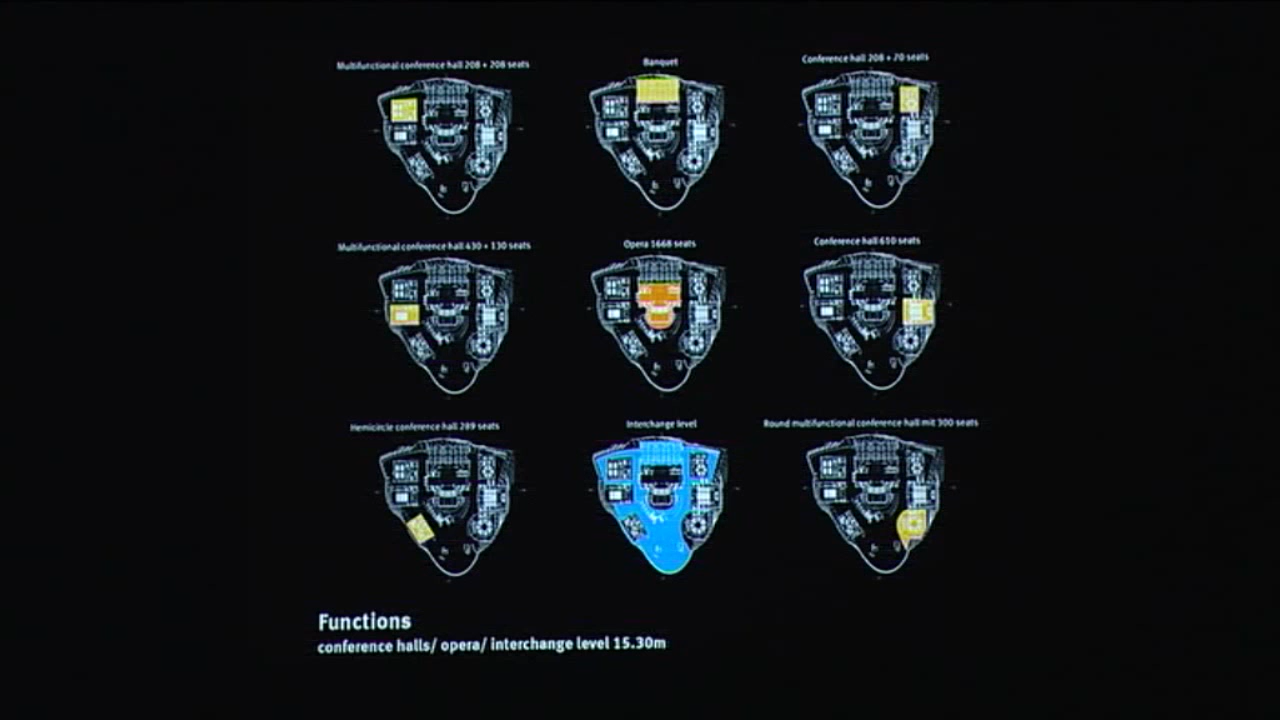 Multifunctional conference hall 208 + 208 seats
Banquet
Conference hall 208 + 70 seats
Multifunctional conference hall 430 + 130 seats
Opera 1668 seats
Conference hall 610 seats
Hemicircle conference hall 289 seats
Interchange level
Round multifunctional conference hall mit 300 seats
Functions
conference halls/ opera/ interchange level 15.30m